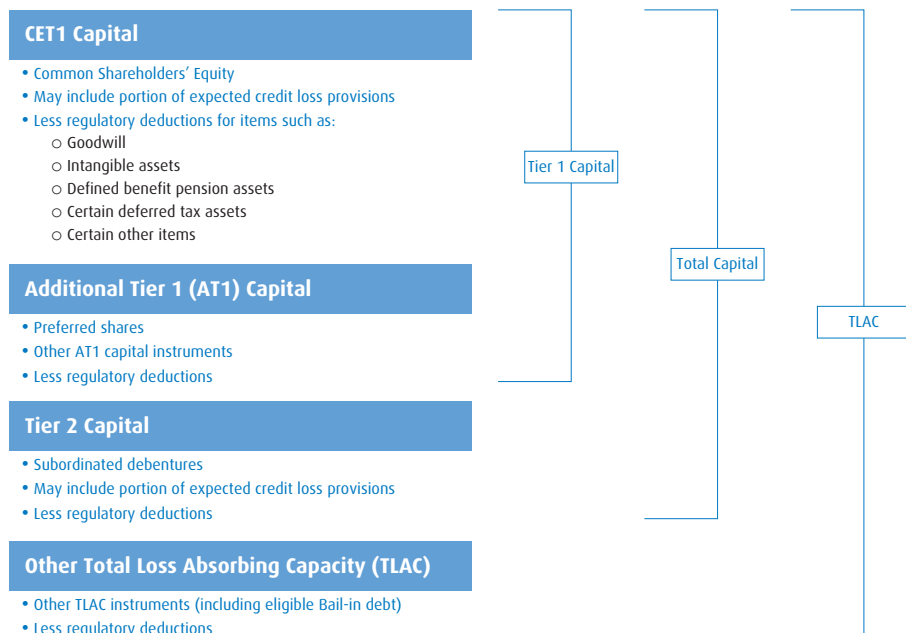 CET1 Capital
• Common Shareholders’ Equity
• May include portion of expected credit loss provisions
• Less regulatory deductions for items such as:
○ Goodwill
○ Intangible assets
○ Defined benefit pension assets
○ Certain deferred tax assets
○ Certain other items
Additional Tier 1 (AT1) Capital
• Preferred shares
• Other AT1 capital instruments
• Less regulatory deductions
Tier 2 Capital
• Subordinated debentures
• May include portion of expected credit loss provisions
• Less regulatory deductions
Other Total Loss Absorbing Capacity (TLAC)
• Other TLAC instruments (including eligible Bail-in debt)
• Less regulatory deductions
Tier 1 Capital
Total Capital
TLAC